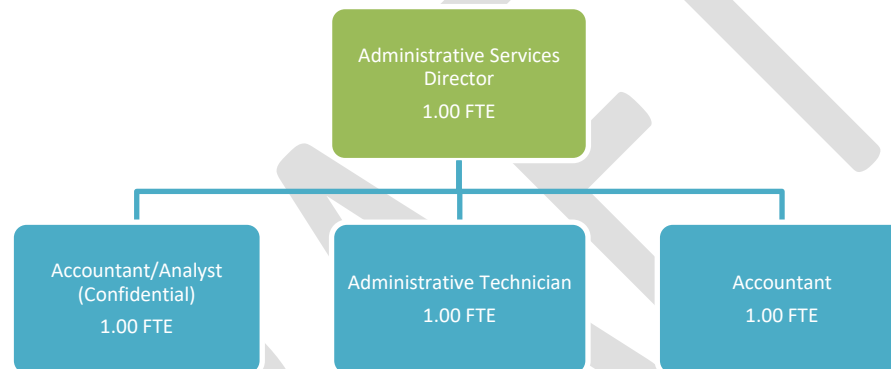 Administrative Services
Director
1.00 FTE
Accountant/Analyst
(Confidential)
1.00 FTE
Administrative Technician
1.00 FTE
Accountant
1.00 FTE